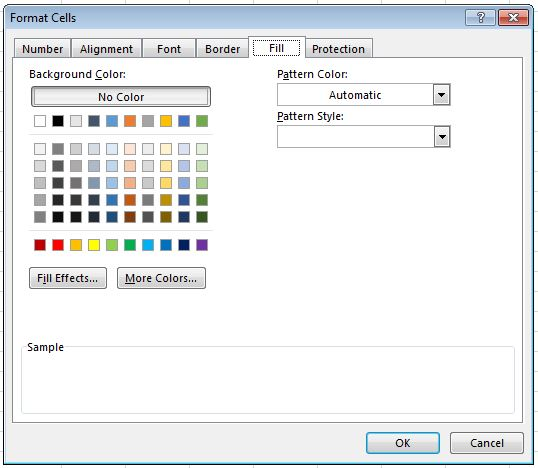 Format Cells
?
Number Alignment Font Border Fill Protection
Background Color: Pattern Color:
No Color Automatic
Pattern Style:
Fill Effects... More Colors...
Sample
OK Cancel